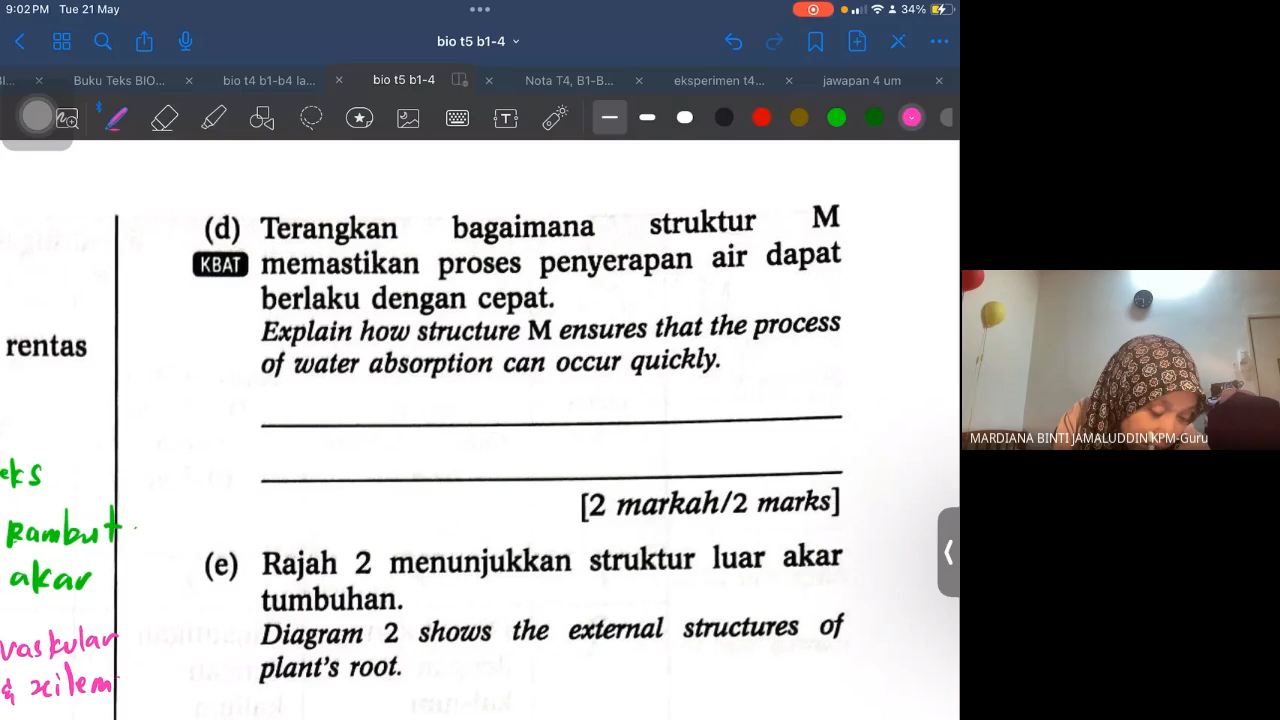 9:02 PM Tue 21 May
34%
bio t5 b1-4
Buku Teks BIO...
bio t4 b1-b4 la...
bio t5 b1-4
Nota T4, B1-B...
eksperimen t4...
jawapan 4 um
T
(d) Terangkan bagaimana struktur M
KBAT memastikan proses penyerapan air dapat
berlaku dengan cepat.
Explain how structure M ensures that the process
of water absorption can occur quickly.
[2 markah/2 marks]
(e) Rajah 2 menunjukkan struktur luar akar
tumbuhan.
Diagram 2 shows the external structures of
plant's root.
rentas
eks
Rambut
akar
vaskular
& xilem
MARDIANA BINTI JAMALUDDIN KPM-Guru